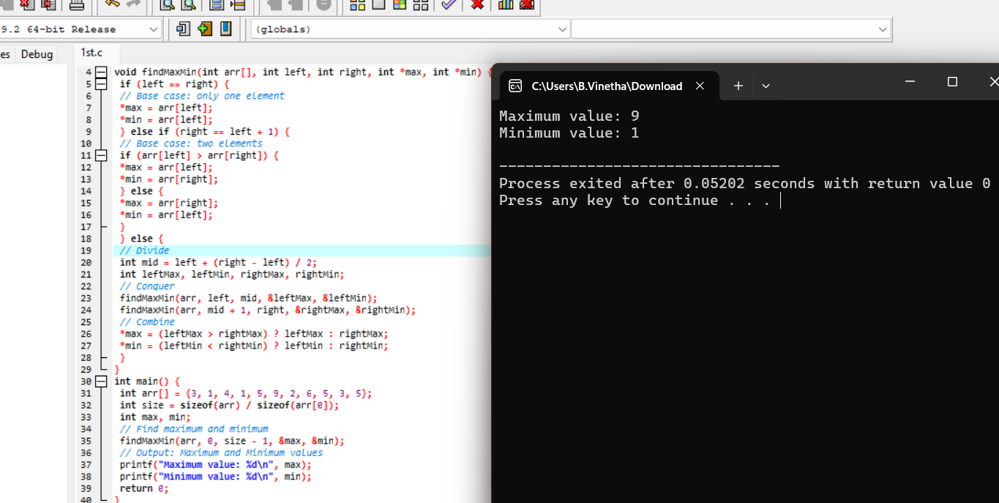 9.2 64-bit Release
(globals)
es Debug
1st.c
4 void findMaxMin(int arr[], int left, int right, int *max, int *min) {
5 if (left == right) {
6 // Base case: only one element
7 *max = arr[left];
8 *min = arr[left];
9 } else if (right == left + 1) {
10 // Base case: two elements
11 if (arr[left] > arr[right]) {
12 *max = arr[left];
13 *min = arr[right];
14 } else {
15 *max = arr[right];
16 *min = arr[left];
17 }
18 } else {
19 // Divide
20 int mid = left + (right - left) / 2;
21 int leftMax, leftMin, rightMax, rightMin;
22 // Conquer
23 findMaxMin(arr, left, mid, &leftMax, &leftMin);
24 findMaxMin(arr, mid + 1, right, &rightMax, &rightMin);
25 // Combine
26 *max = (leftMax > rightMax) ? leftMax : rightMax;
27 *min = (leftMin < rightMin) ? leftMin : rightMin;
28 }
29 }
30 int main() {
31 int arr[] = {3, 1, 4, 1, 5, 9, 2, 6, 5, 3, 5};
32 int size = sizeof(arr) / sizeof(arr[0]);
33 int max, min;
34 // Find maximum and minimum
35 findMaxMin(arr, 0, size - 1, &max, &min);
36 // Output: Maximum and Minimum values
37 printf("Maximum value: %d\n", max);
38 printf("Minimum value: %d\n", min);
39 return 0;
40 }
C:\Users\B.Vinetha\Download
Maximum value: 9
Minimum value: 1
--------------------------------
Process exited after 0.05202 seconds with return value 0
Press any key to continue . . .